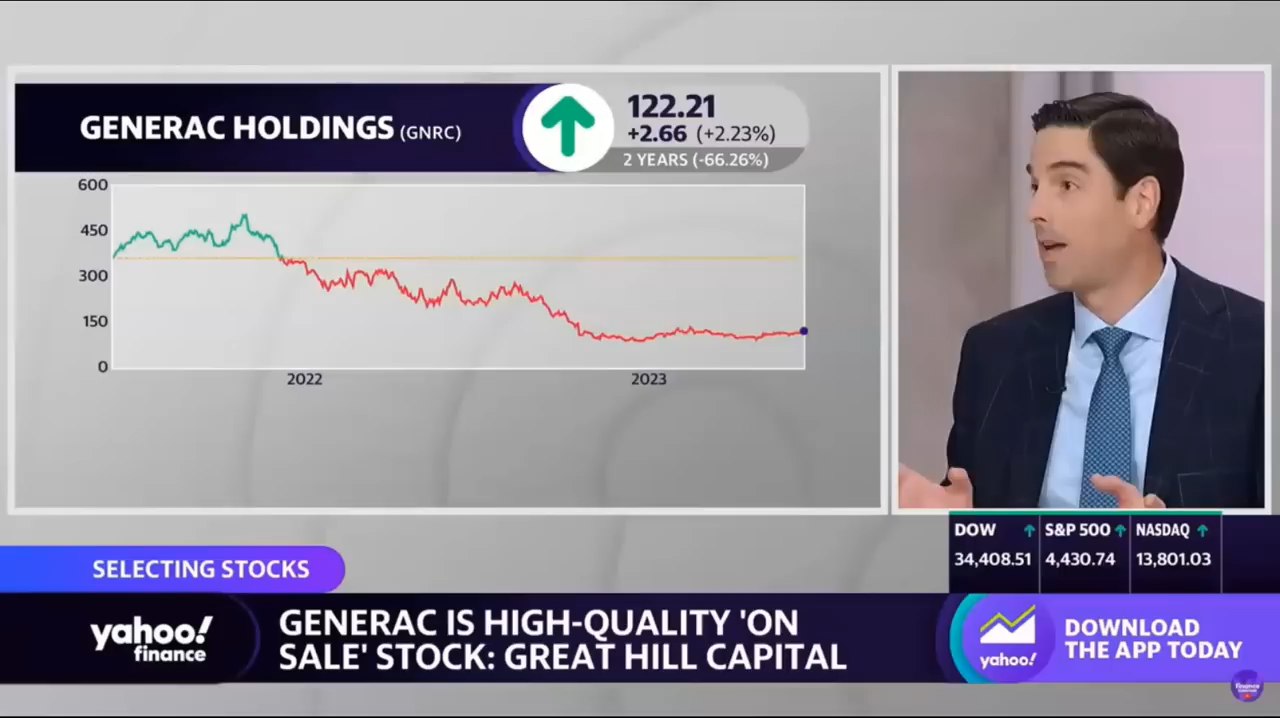 GENERAC HOLDINGS (GNRC)
122.21
+2.66 (+2.23%)
2 YEARS (-66.26%)
600
450
300
150
0
2022
2023
DOW
34,408.51
S&P 500
4,430.74
NASDAQ
13,801.03
SELECTING STOCKS
yahoo!
finance
GENERAC IS HIGH-QUALITY 'ON
SALE' STOCK: GREAT HILL CAPITAL
yahoo!
DOWNLOAD
THE APP TODAY